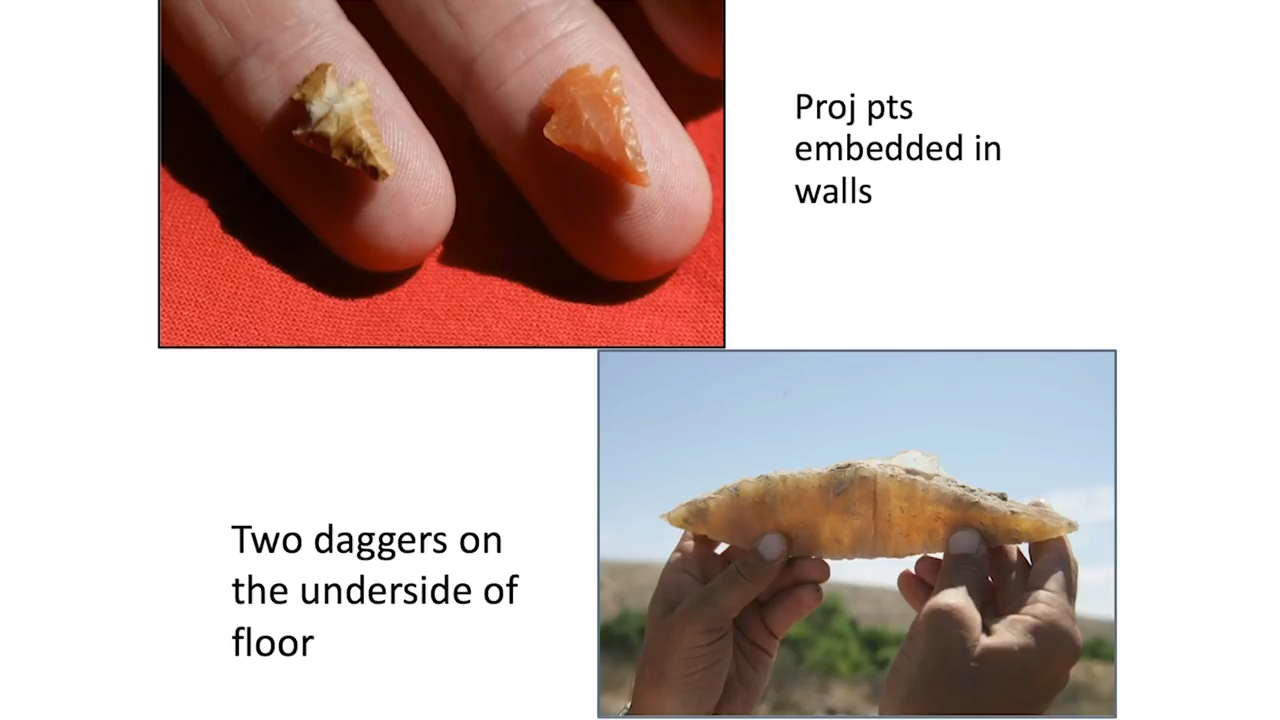 Proj pts
embedded in
walls
Two daggers on
the underside of
floor